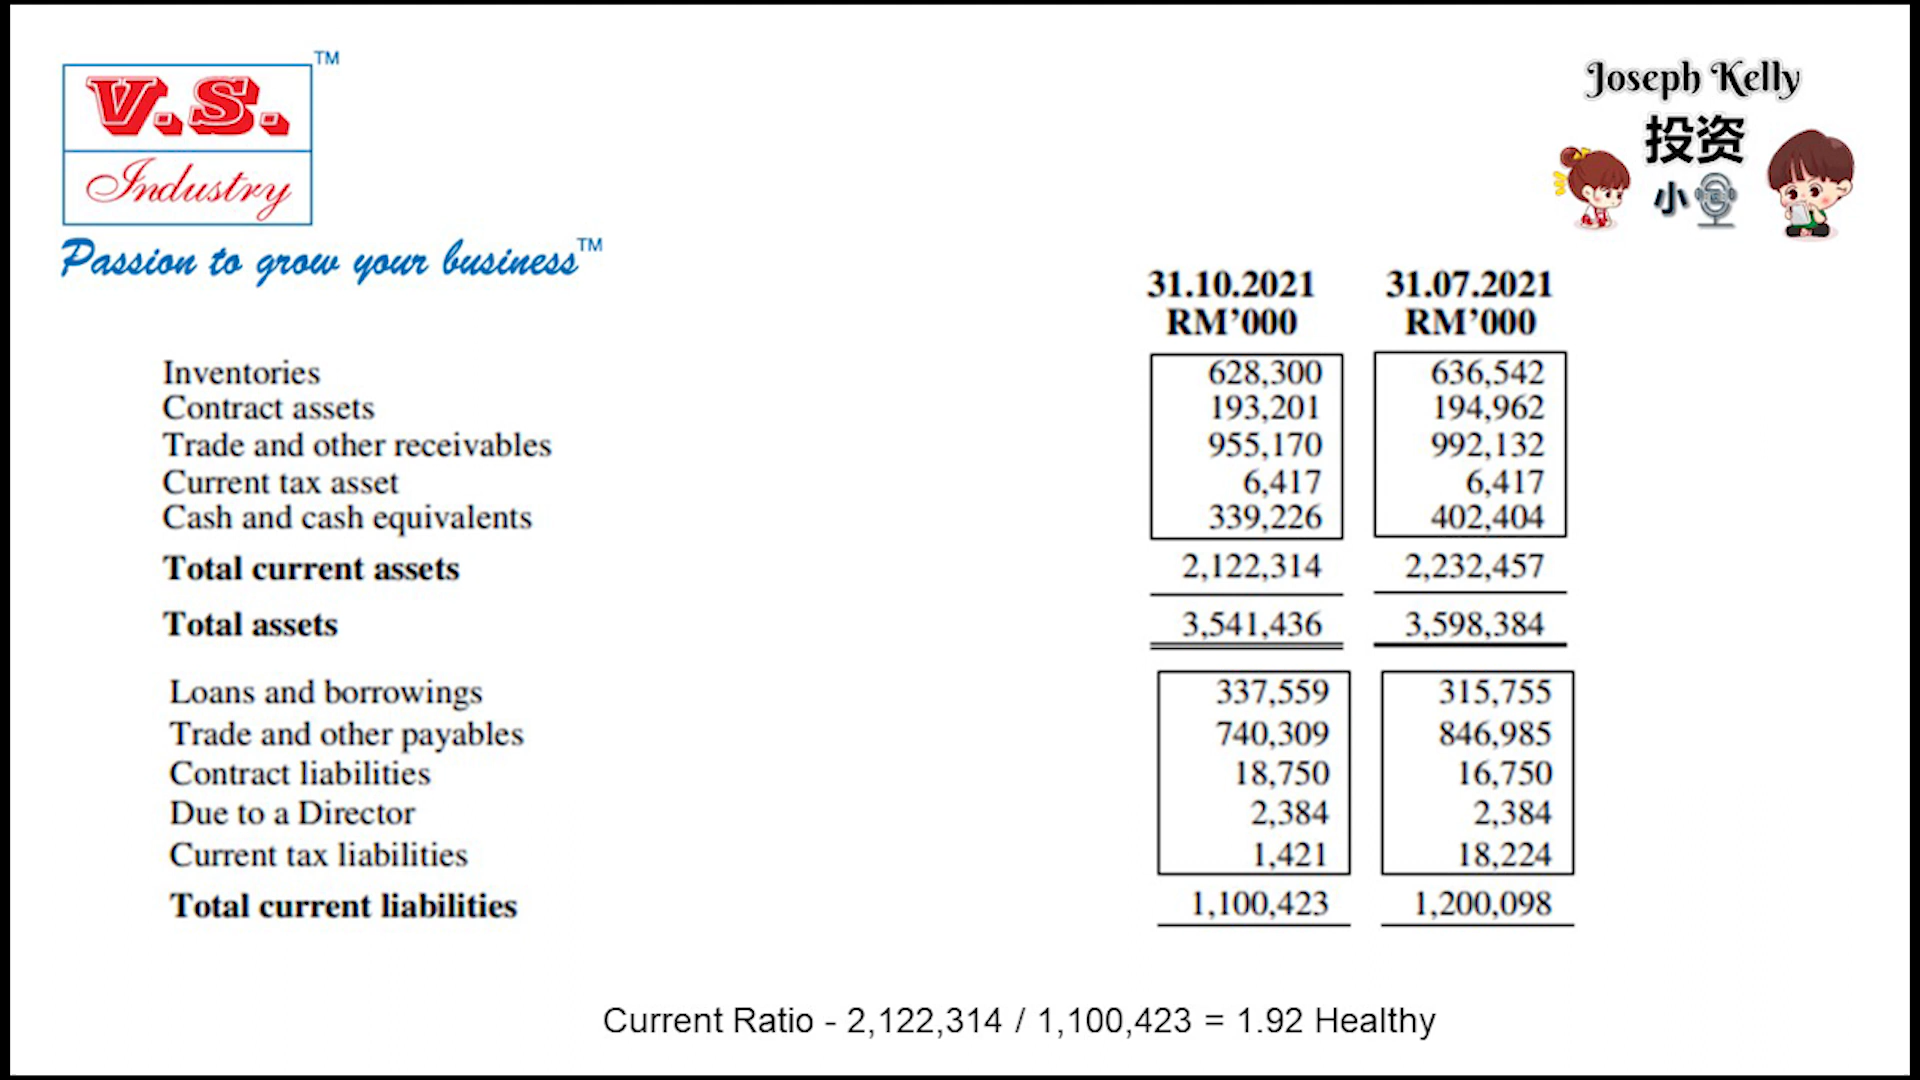 V.S.
Industry
TM
Passion to grow your business TM
Joseph Kelly
投资
小
31.10.2021 31.07.2021
RM’000 RM’000
Inventories 628,300 636,542
Contract assets 193,201 194,962
Trade and other receivables 955,170 992,132
Current tax asset 6,417 6,417
Cash and cash equivalents 339,226 402,404
Total current assets 2,122,314 2,232,457
Total assets 3,541,436 3,598,384
Loans and borrowings 337,559 315,755
Trade and other payables 740,309 846,985
Contract liabilities 18,750 16,750
Due to a Director 2,384 2,384
Current tax liabilities 1,421 18,224
Total current liabilities 1,100,423 1,200,098
Current Ratio - 2,122,314 / 1,100,423 = 1.92 Healthy